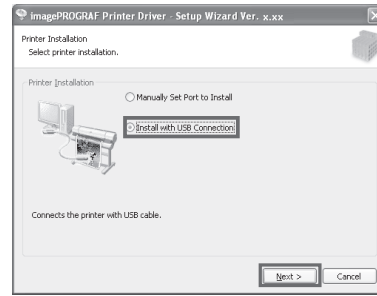 imagePROGRAF Printer Driver - Setup Wizard Ver. x.xx
Printer Installation
Select printer installation.
Printer Installation
Manually Set Port to Install
Install with USB Connection
Connects the printer with USB cable.
Next >
Cancel